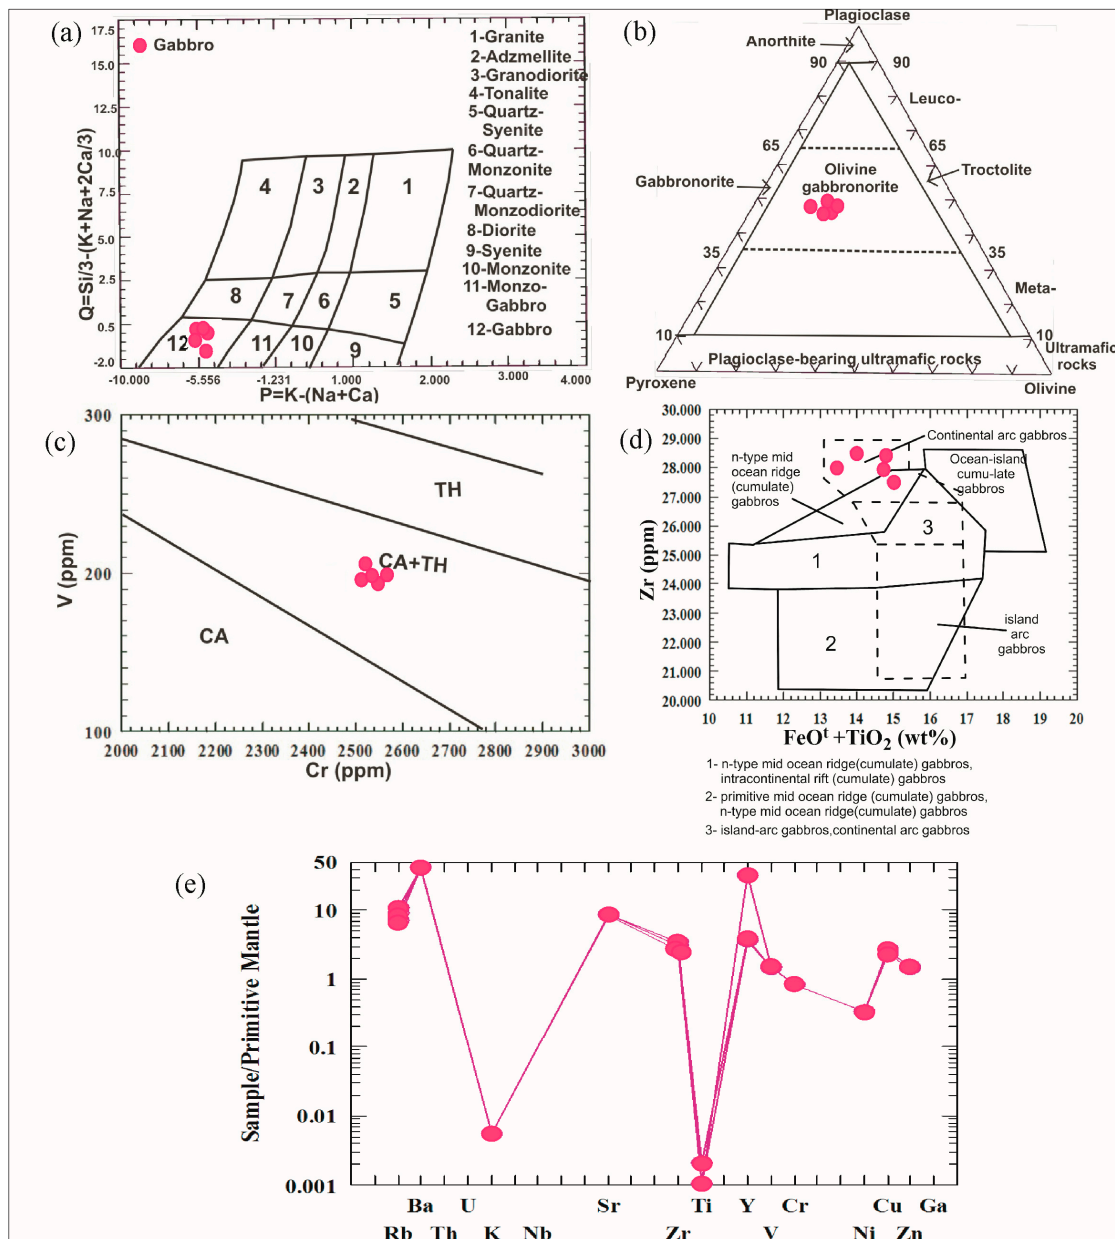 (a)
Gabbro
17.5
15.0
12.5
10.0
7.5
5.0
2.5
0.5
-2.0
Q=Si/3-(K+Na+2Ca/3)
4
3
2
1
8
7
6
5
12
11
10
9
-10.000
-5.556
-1.231
1.000
2.000
3.000
4.000
P=K-(Na+Ca)
1-Granite
2-Adzmellite
3-Granodiorite
4-Tonalite
5-Quartz-
Syenite
6-Quartz-
Monzonite
7-Quartz-
Monzodiorite
8-Diorite
9-Syenite
10-Monzonite
11-Monzo-
Gabbro
12-Gabbro
(b)
Plagioclase
Anorthite
90
90
Leuco-
65
65
Olivine
gabbronorite
Gabbronorite
Troctolite
35
35
Meta-
10
10
Ultramafic
rocks
Plagioclase-bearing ultramafic rocks
Pyroxene
Olivine
(c)
300
200
100
V (ppm)
TH
CA+TH
CA
2000
2100
2200
2300
2400
2500
2600
2700
2800
2900
3000
Cr (ppm)
(d)
30.000
29.000
28.000
27.000
26.000
25.000
24.000
23.000
22.000
21.000
20.000
Zr (ppm)
Continental arc gabbros
n-type mid
ocean ridge
(cumulate)
gabbros
Ocean-island
cumu-late
gabbros
3
1
2
island
arc
gabbros
10
11
12
13
14
15
16
17
18
19
20
FeOᵗ +TiO₂ (wt%)
1- n-type mid ocean ridge(cumulate) gabbros,
intracontinental rift (cumulate) gabbros
2- primitive mid ocean ridge (cumulate) gabbros,
n-type mid ocean ridge(cumulate) gabbros
3- island-arc gabbros,continental arc gabbros
(e)
50
10
1
0.1
0.01
0.001
Sample/Primitive Mantle
Ba U Sr Ti Y Cr Cu Ga
Rb Th K Nb Zr V Ni Zn